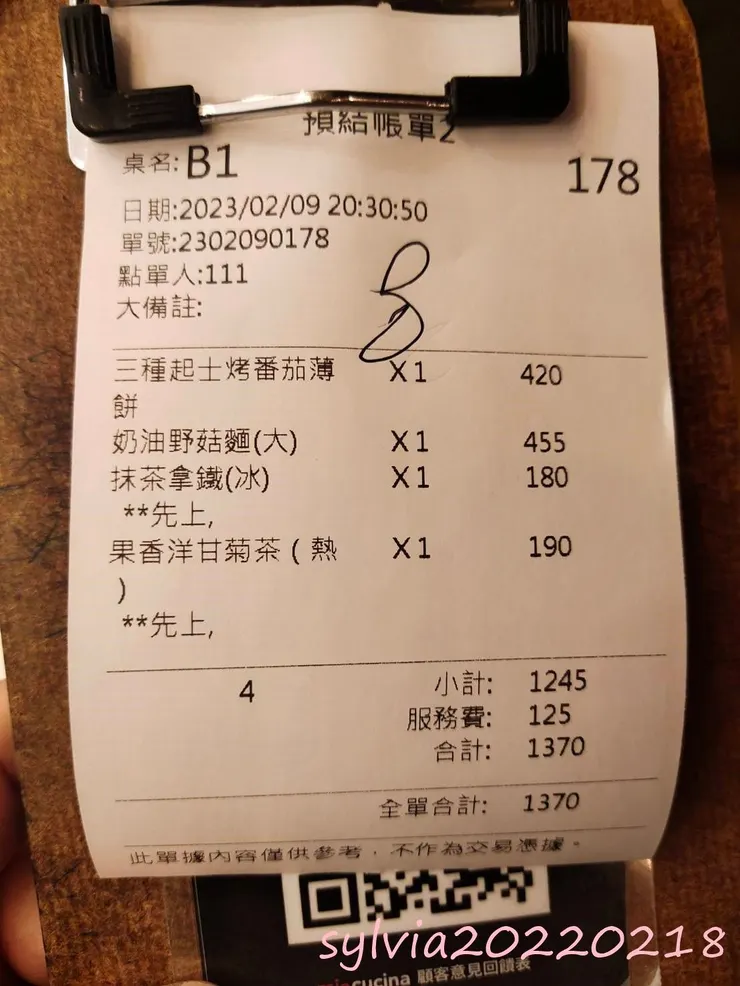 預結帳單2
桌名:B1 178
日期:2023/02/09 20:30:50
單號:2302090178
點單人:111
大備註:
三種起士烤番茄薄 X1 420
餅
奶油野菇麵(大) X1 455
抹茶拿鐵(冰) X1 180
**先上,
果香洋甘菊茶(熱 X1 190
)
**先上,
4 小計: 1245
服務費: 125
合計: 1370
全單合計: 1370
此單據內容僅供參考，不作為交易憑據。
sylvia20220218
cucina 顧客意見回饋表